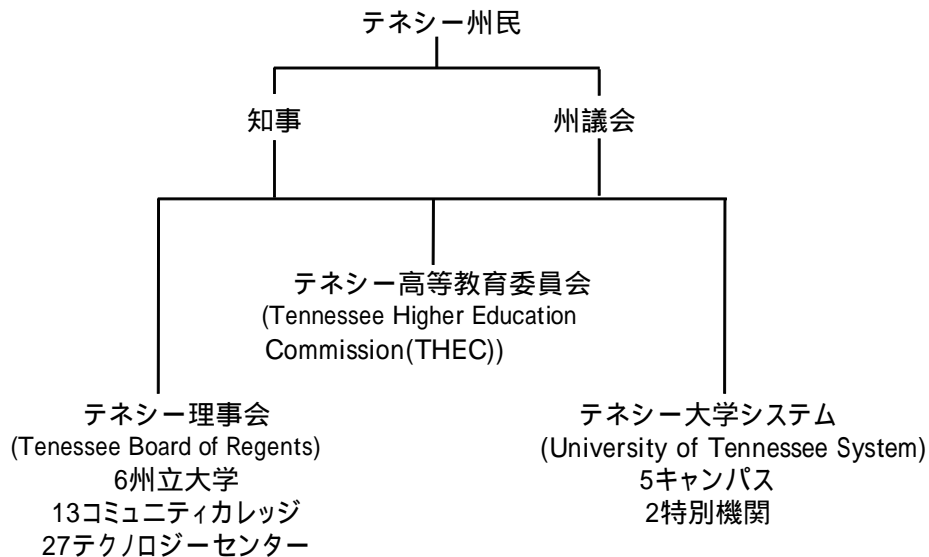 テネシー州民
知事
州議会
テネシー高等教育委員会
(Tennessee Higher Education
Commission(THEC))
テネシー理事会
(Tenessee Board of Regents)
6州立大学
13コミュニティカレッジ
27テクノロジーセンター
テネシー大学システム
(University of Tennessee System)
5キャンパス
2特別機関